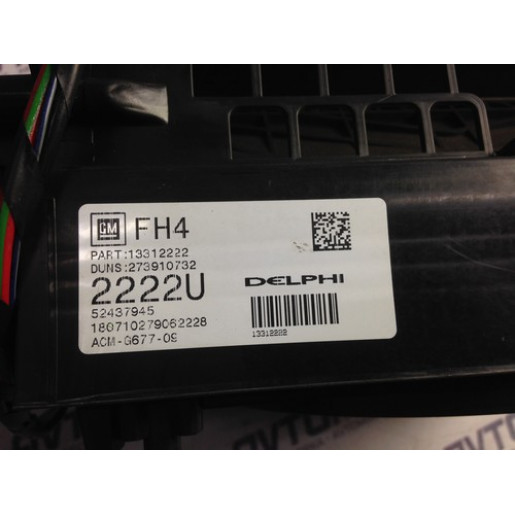 GM FH4
PART:13312222
DUNS:273910732
2222U
DELPHI
52437945
180710279062228
ACM-G677-09
13312222